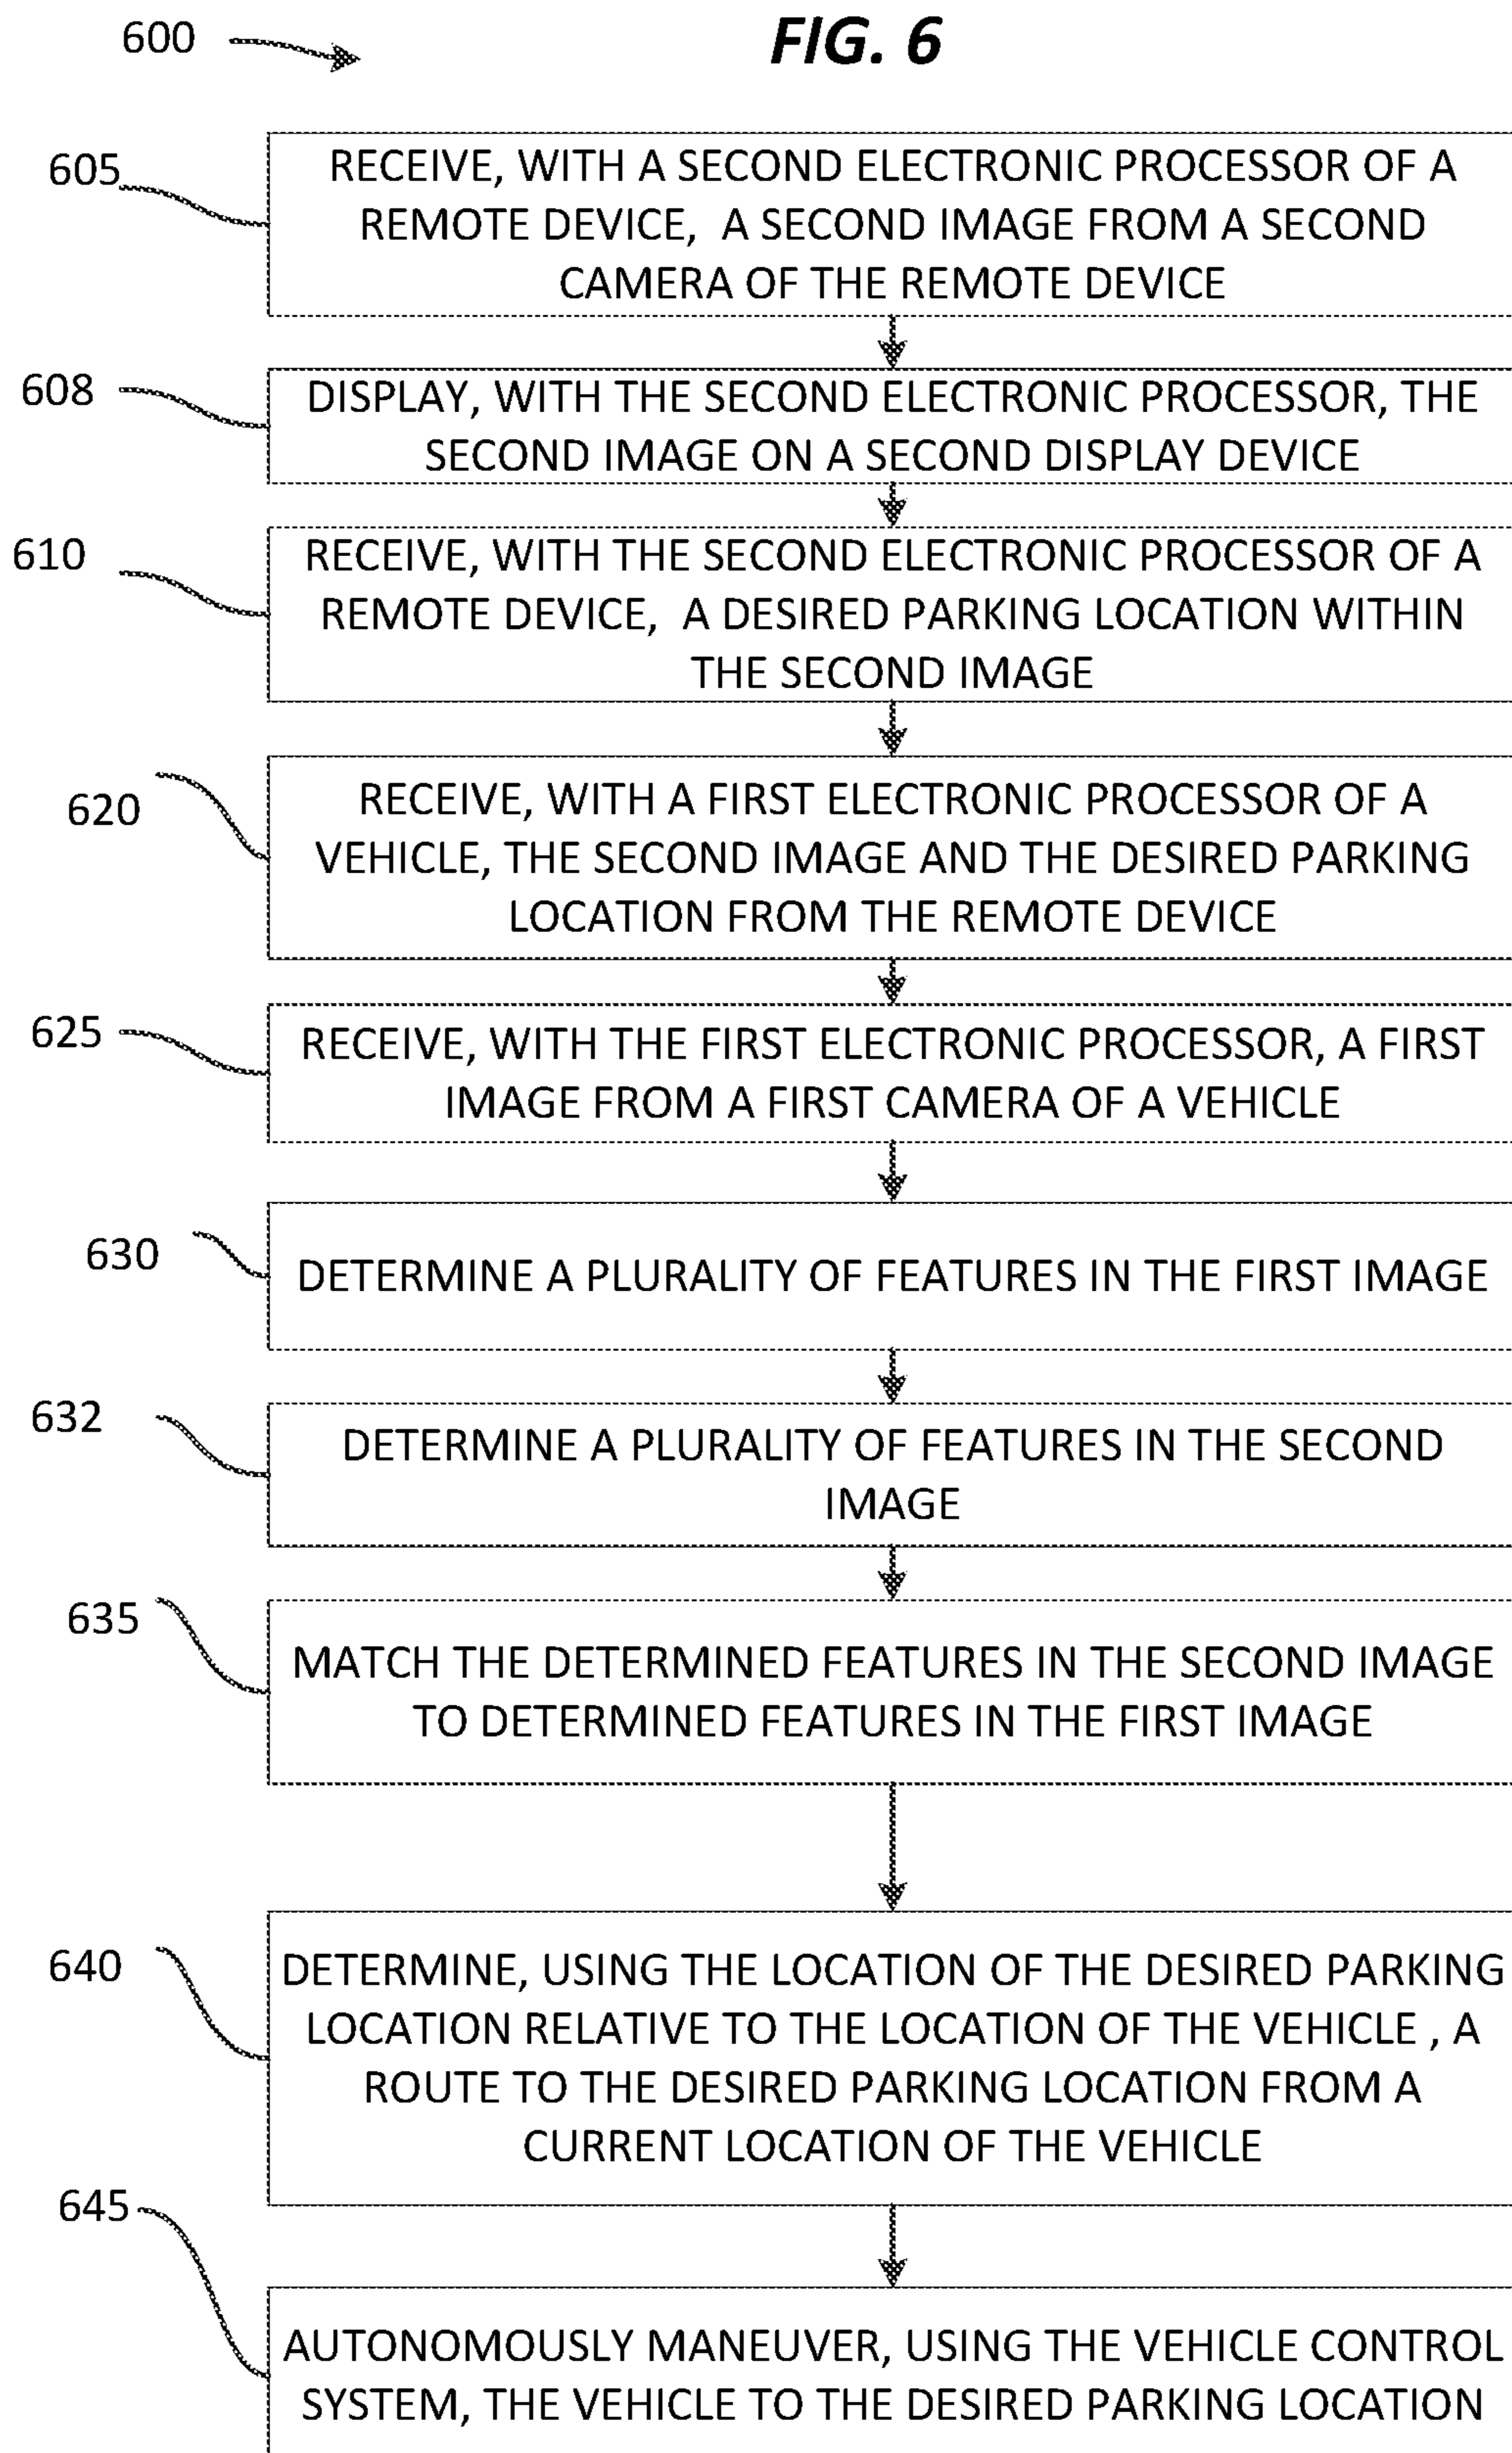 600
FIG. 6
605
RECEIVE, WITH A SECOND ELECTRONIC PROCESSOR OF A
REMOTE DEVICE, A SECOND IMAGE FROM A SECOND
CAMERA OF THE REMOTE DEVICE
608
DISPLAY, WITH THE SECOND ELECTRONIC PROCESSOR, THE
SECOND IMAGE ON A SECOND DISPLAY DEVICE
610
RECEIVE, WITH THE SECOND ELECTRONIC PROCESSOR OF A
REMOTE DEVICE, A DESIRED PARKING LOCATION WITHIN
THE SECOND IMAGE
620
RECEIVE, WITH A FIRST ELECTRONIC PROCESSOR OF A
VEHICLE, THE SECOND IMAGE AND THE DESIRED PARKING
LOCATION FROM THE REMOTE DEVICE
625
RECEIVE, WITH THE FIRST ELECTRONIC PROCESSOR, A FIRST
IMAGE FROM A FIRST CAMERA OF A VEHICLE
630
DETERMINE A PLURALITY OF FEATURES IN THE FIRST IMAGE
632
DETERMINE A PLURALITY OF FEATURES IN THE SECOND
IMAGE
635
MATCH THE DETERMINED FEATURES IN THE SECOND IMAGE
TO DETERMINED FEATURES IN THE FIRST IMAGE
640
DETERMINE, USING THE LOCATION OF THE DESIRED PARKING
LOCATION RELATIVE TO THE LOCATION OF THE VEHICLE , A
ROUTE TO THE DESIRED PARKING LOCATION FROM A
CURRENT LOCATION OF THE VEHICLE
645
AUTONOMOUSLY MANEUVER, USING THE VEHICLE CONTROL
SYSTEM, THE VEHICLE TO THE DESIRED PARKING LOCATION